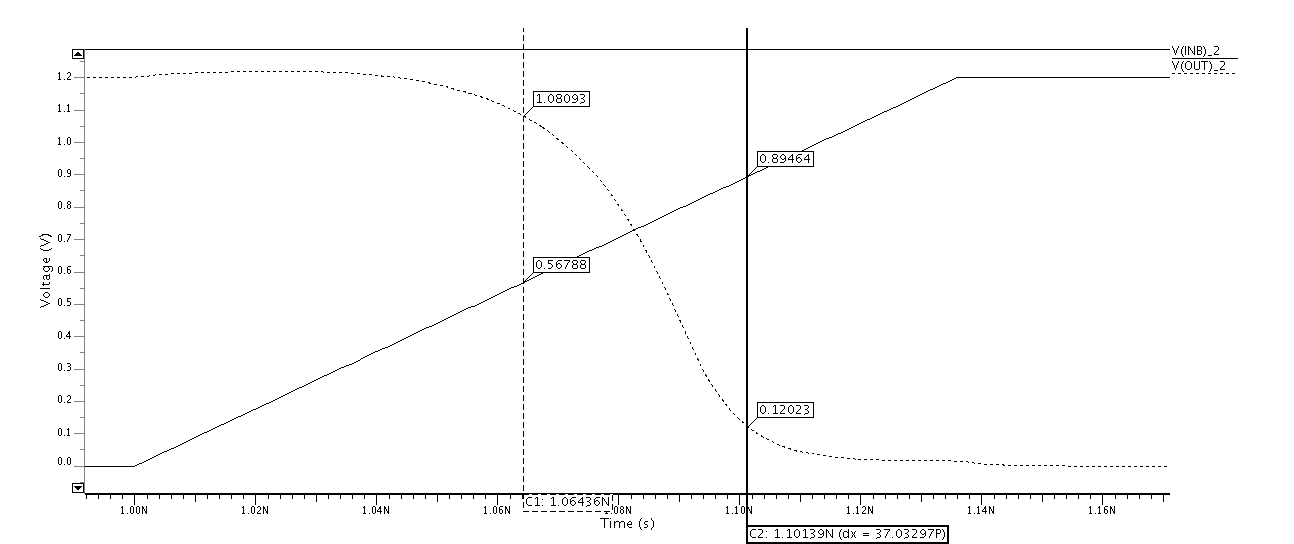 V(INB)_2
V(OUT)_2
1.2
1.1
1.0
0.9
0.8
0.7
0.6
0.5
0.4
0.3
0.2
0.1
0.0
Voltage (V)
1.08093
0.89464
0.56788
0.12023
1.00N
1.02N
1.04N
1.06N
C1: 1.06436N
1.10N
1.12N
1.14N
1.16N
Time (s)
C2: 1.10139N (dx = 37.03297P)